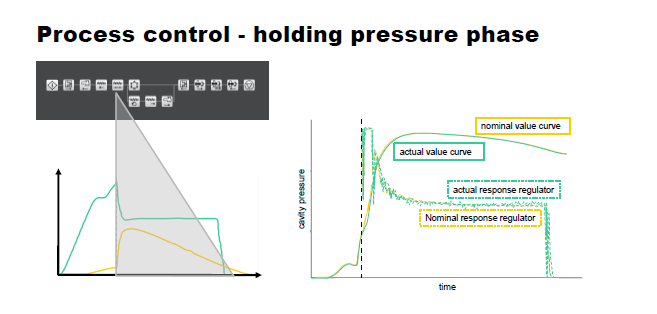 Process control - holding pressure phase
nominal value curve
actual value curve
actual response regulator
Nominal response regulator
cavity pressure
time